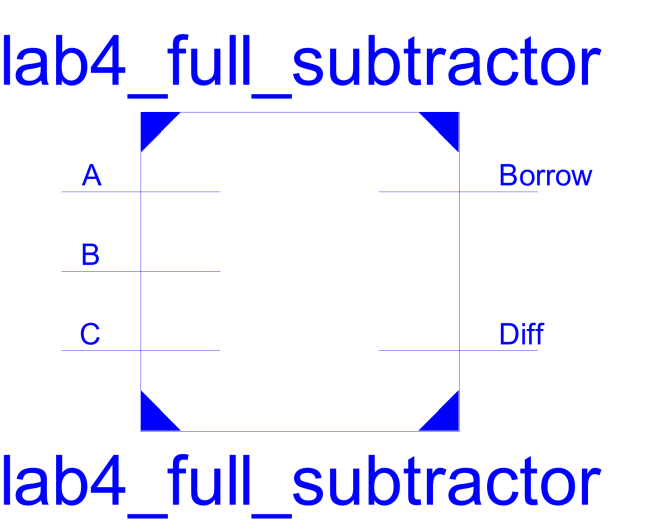 lab4_full_subtractor
A Borrow
B
C Diff
lab4_full_subtractor